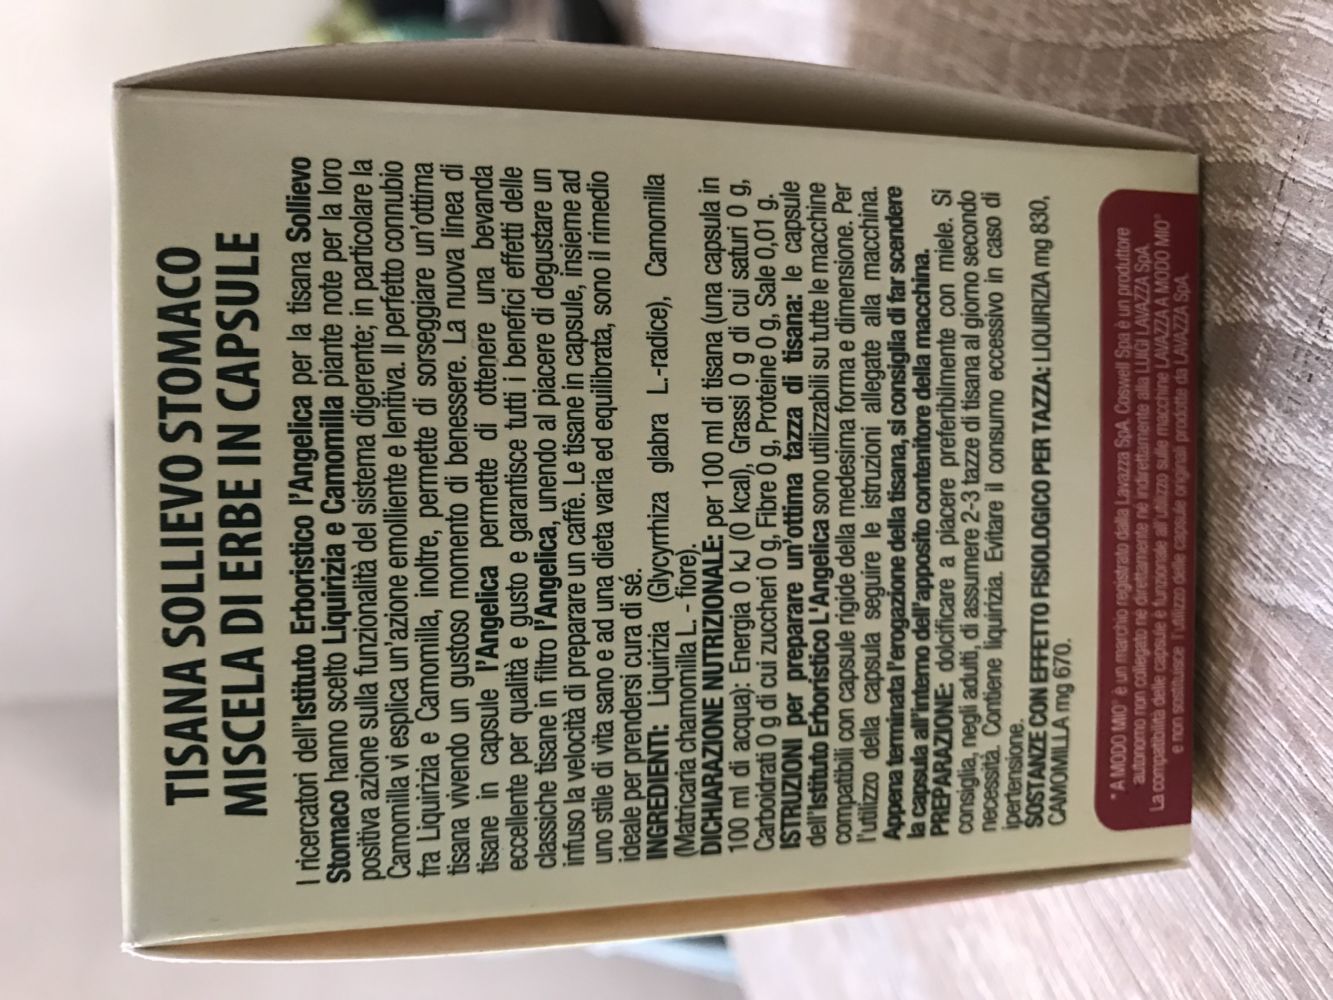 TISANA SOLLIEVO STOMACO
MISCELA DI ERBE IN CAPSULE
I ricercatori dell'Istituto Erboristico l'Angelica per la tisana Sollievo
Stomaco hanno scelto Liquirizia e Camomilla piante note per la loro
positiva azione sulla funzionalità del sistema digerente; in particolare la
Camomilla vi esplica un'azione emolliente e lenitiva. Il perfetto connubio
fra Liquirizia e Camomilla, inoltre, permette di sorseggiare un'ottima
tisana vivendo un gustoso momento di benessere. La nuova linea di
tisane in capsule l'Angelica permette di ottenere una bevanda
eccellente per qualità e gusto e garantisce tutti i benefici effetti delle
classiche tisane in filtro l'Angelica, unendo al piacere di degustare un
infuso la velocità di preparare un caffè. Le tisane in capsule, insieme ad
uno stile di vita sano e ad una dieta varia ed equilibrata, sono il rimedio
ideale per prendersi cura di sé.
INGREDIENTI: Liquirizia (Glycyrrhiza glabra L.-radice), Camomilla
(Matricaria chamomilla L. - fiore).
DICHIARAZIONE NUTRIZIONALE: per 100 ml di tisana (una capsula in
100 ml di acqua): Energia 0 kJ (0 kcal), Grassi 0 g di cui saturi 0 g,
Carboidrati 0 g di cui zuccheri 0 g, Fibre 0 g, Proteine 0 g, Sale 0,01 g.
ISTRUZIONI per preparare un'ottima tazza di tisana: le capsule
dell'Istituto Erboristico L'Angelica sono utilizzabili su tutte le macchine
compatibili con capsule rigide della medesima forma e dimensione. Per
l'utilizzo della capsula seguire le istruzioni allegate alla macchina.
Appena terminata l'erogazione della tisana, si consiglia di far scendere
la capsula all'interno dell'apposito contenitore della macchina.
PREPARAZIONE: dolcificare a piacere preferibilmente con miele. Si
consiglia, negli adulti, di assumere 2-3 tazze di tisana al giorno secondo
necessità. Contiene liquirizia. Evitare il consumo eccessivo in caso di
ipertensione.
SOSTANZE CON EFFETTO FISIOLOGICO PER TAZZA: LIQUIRIZIA mg 830,
CAMOMILLA mg 670.
"A MODO MIO" è un marchio registrato dalla Lavazza SpA. Coswell Spa è un produttore
autonomo non collegato né direttamente né indirettamente alla LUIGI LAVAZZA SpA.
La compatibilità delle capsule è funzionale all'utilizzo sulle macchine LAVAZZA A MODO MIO®
e non sostituisce l'utilizzo delle capsule originali prodotte da LAVAZZA SpA